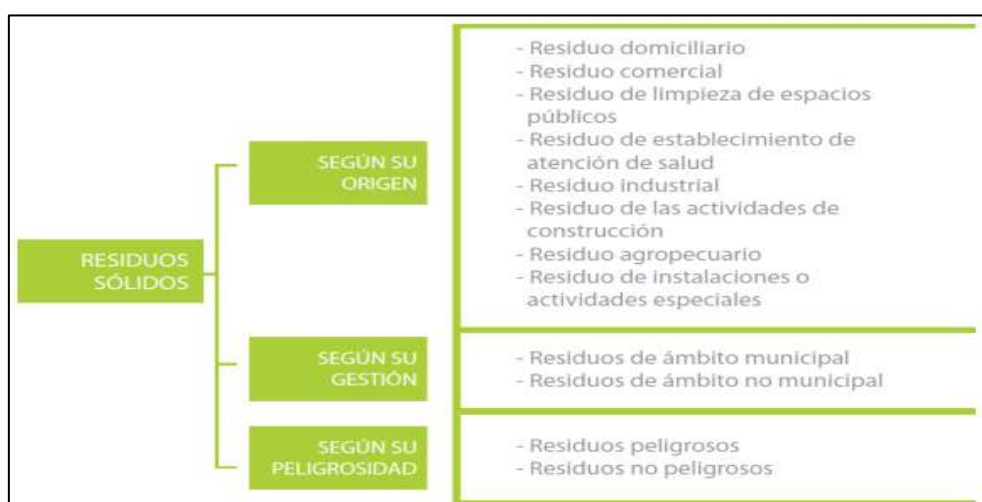 RESIDUOS
SÓLIDOS
SEGÚN SU
ORIGEN
- Residuo domiciliario
- Residuo comercial
- Residuo de limpieza de espacios
públicos
- Residuo de establecimiento de
atención de salud
- Residuo industrial
- Residuo de las actividades de
construcción
- Residuo agropecuario
- Residuo de instalaciones o
actividades especiales
SEGÚN SU
GESTIÓN
- Residuos de ámbito municipal
- Residuos de ámbito no municipal
SEGÚN SU
PELIGROSIDAD
- Residuos peligrosos
- Residuos no peligrosos